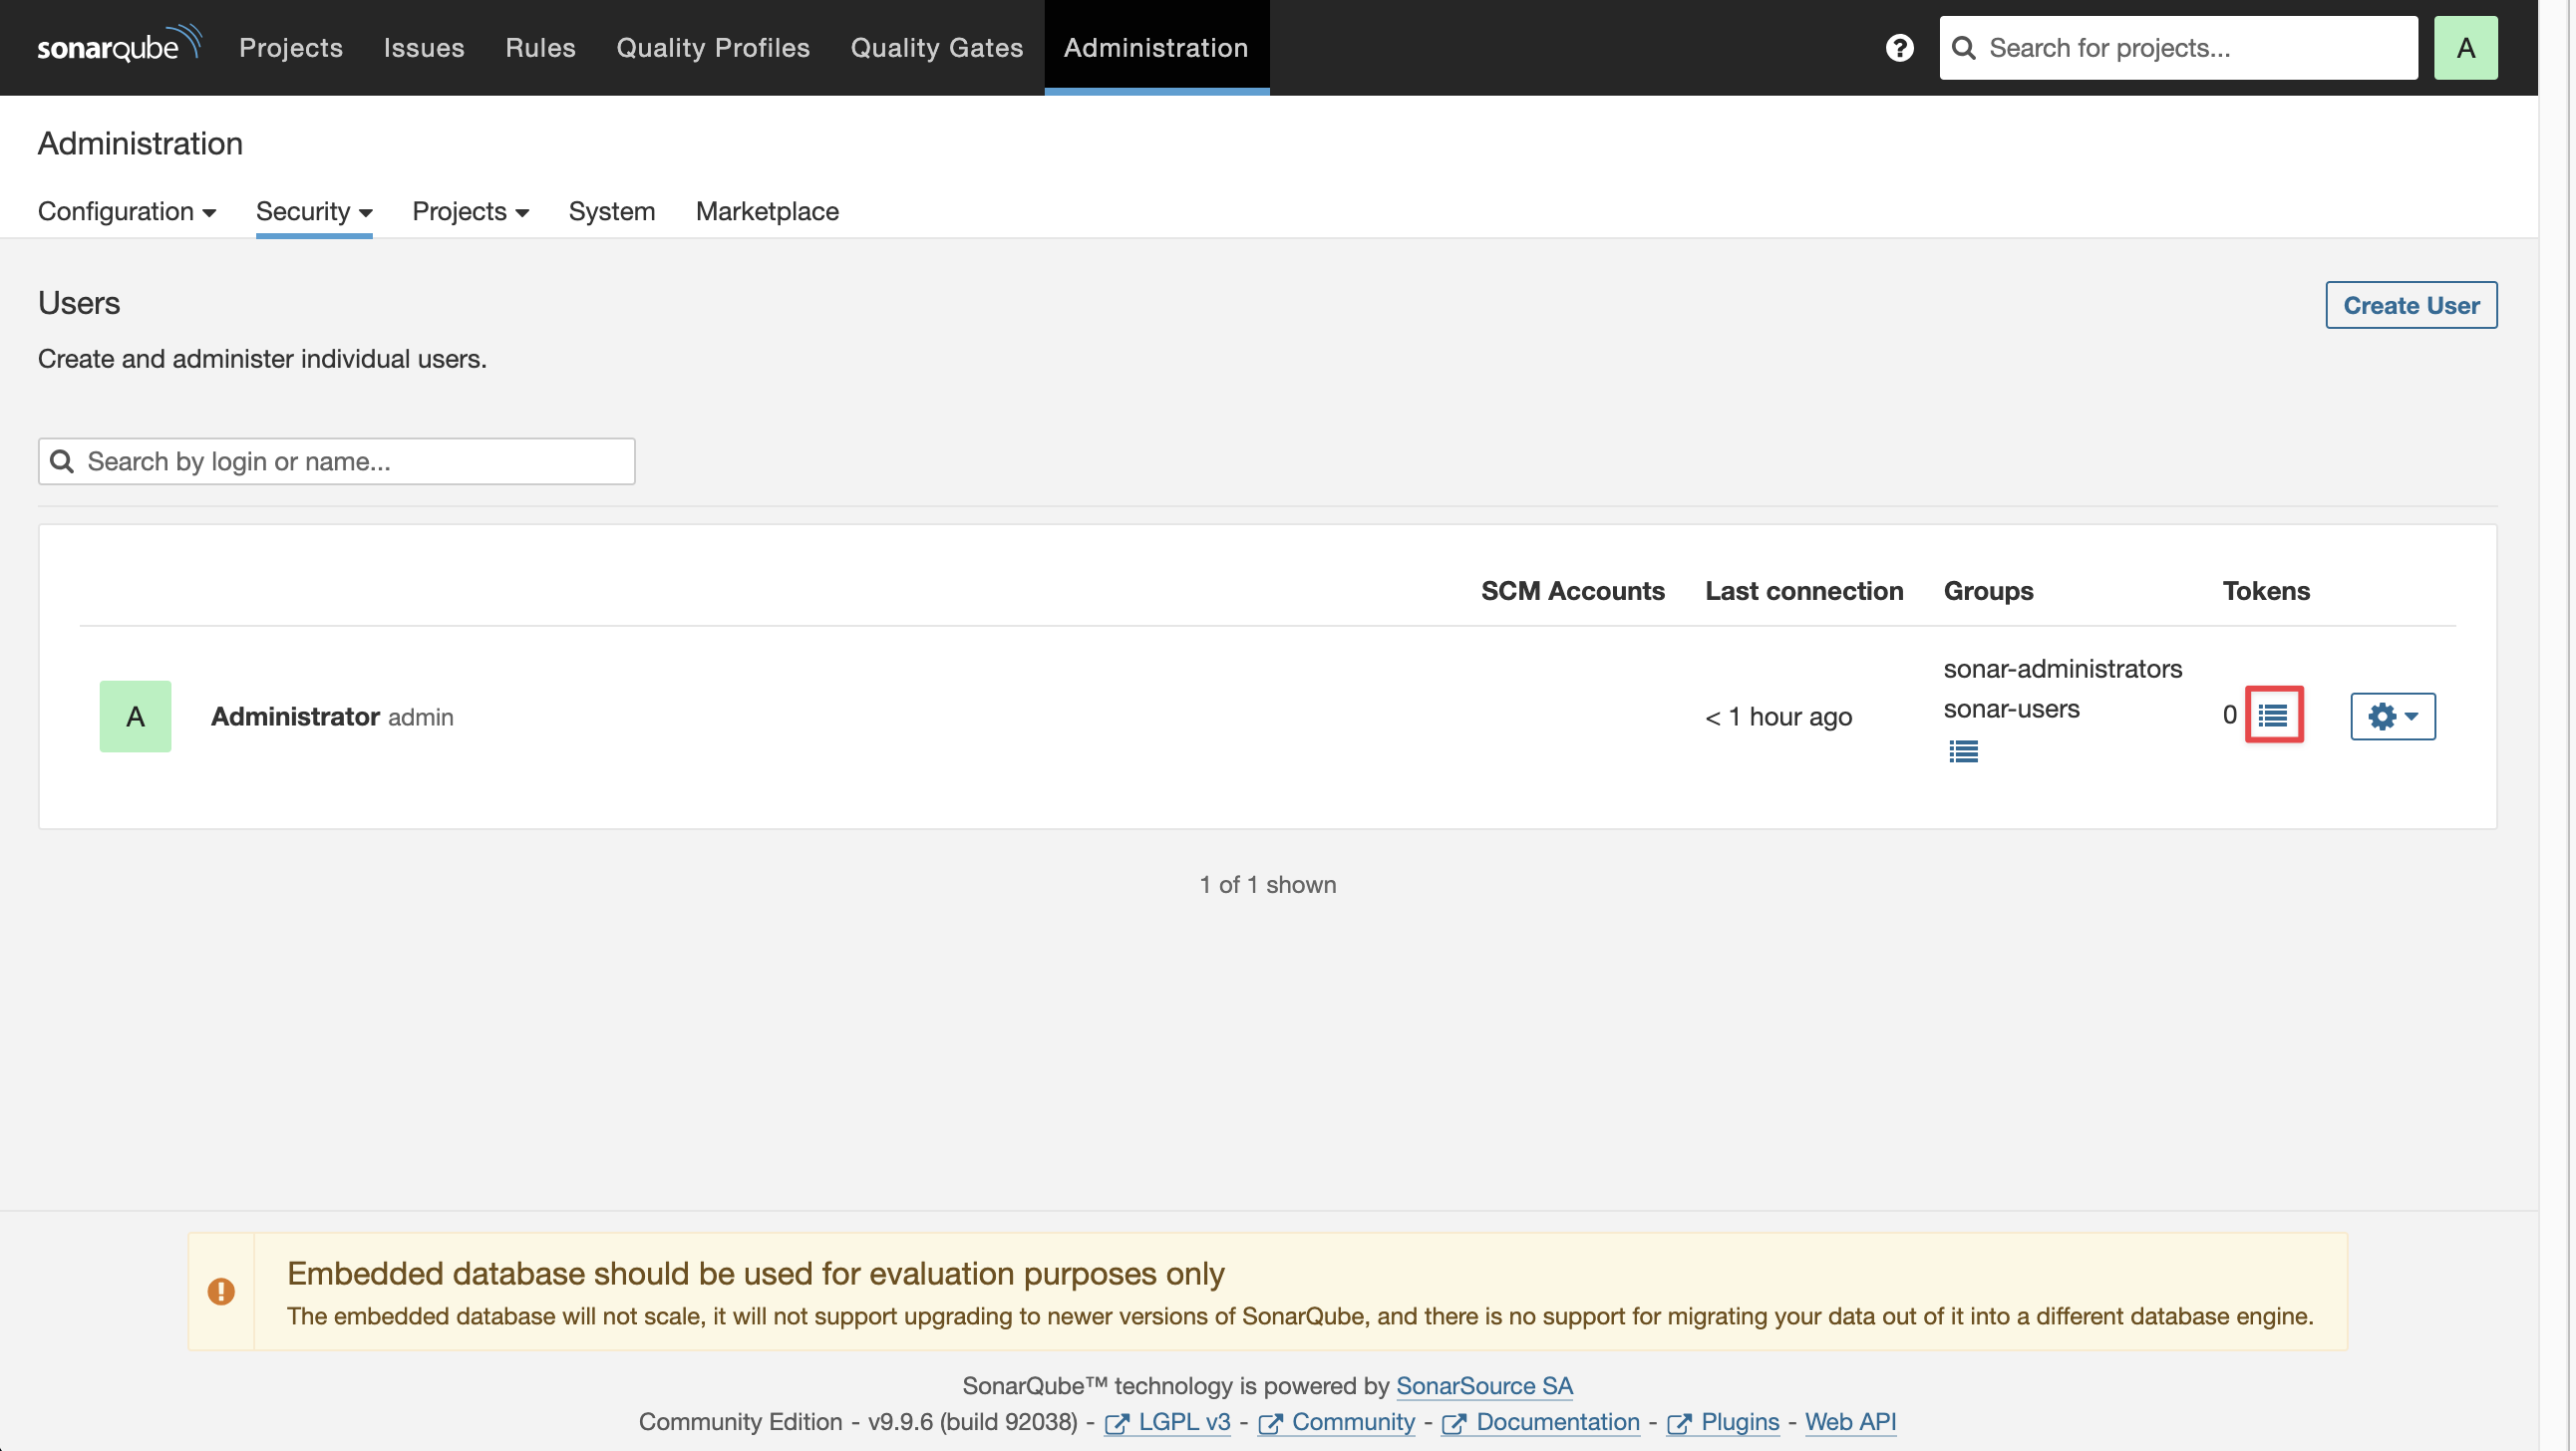 sonarqube Projects Issues Rules Quality Profiles Quality Gates Administration ? Search for projects... A
Administration
Configuration Security Projects System Marketplace
Users
Create User
Create and administer individual users.
Search by login or name...
SCM Accounts Last connection Groups Tokens
A Administrator admin < 1 hour ago sonar-administrators
sonar-users 0
1 of 1 shown
Embedded database should be used for evaluation purposes only
The embedded database will not scale, it will not support upgrading to newer versions of SonarQube, and there is no support for migrating your data out of it into a different database engine.
SonarQube™ technology is powered by SonarSource SA
Community Edition - v9.9.6 (build 92038) - LGPL v3 - Community - Documentation - Plugins - Web API